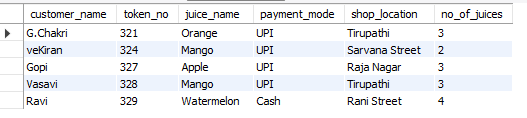 customer_name token_no juice_name payment_mode shop_location no_of_juices
G.Chakri 321 Orange UPI Tirupathi 3
veKiran 324 Mango UPI Sarvana Street 2
Gopi 327 Apple UPI Raja Nagar 3
Vasavi 328 Mango UPI Tirupathi 3
Ravi 329 Watermelon Cash Rani Street 4